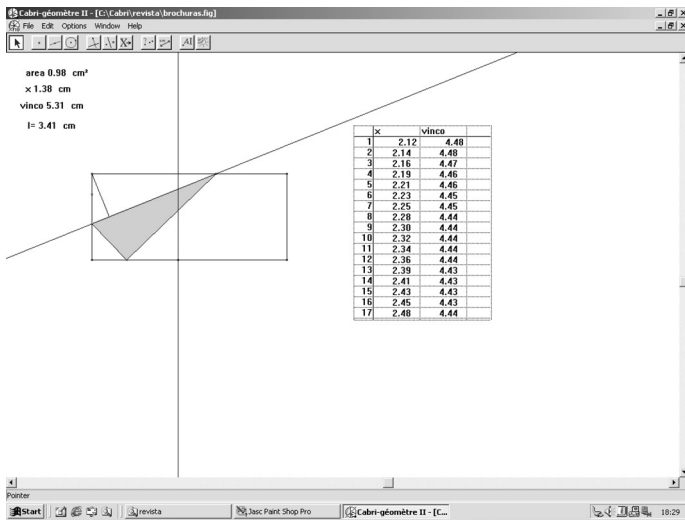 Cabri-géomètre II - [C:\Cabri\revista\brochuras.fig]
File Edit Options Window Help
area 0.98 cm²
x 1.38 cm
vinco 5.31 cm
l= 3.41 cm
x vinco
1 2.12 4.48
2 2.14 4.48
3 2.16 4.47
4 2.19 4.46
5 2.21 4.46
6 2.23 4.45
7 2.25 4.45
8 2.28 4.44
9 2.30 4.44
10 2.32 4.44
11 2.34 4.44
12 2.36 4.44
13 2.39 4.43
14 2.41 4.43
15 2.43 4.43
16 2.45 4.43
17 2.48 4.44
Pointer
Start revista Jasc Paint Shop Pro Cabri-géomètre II - [C... 18:29